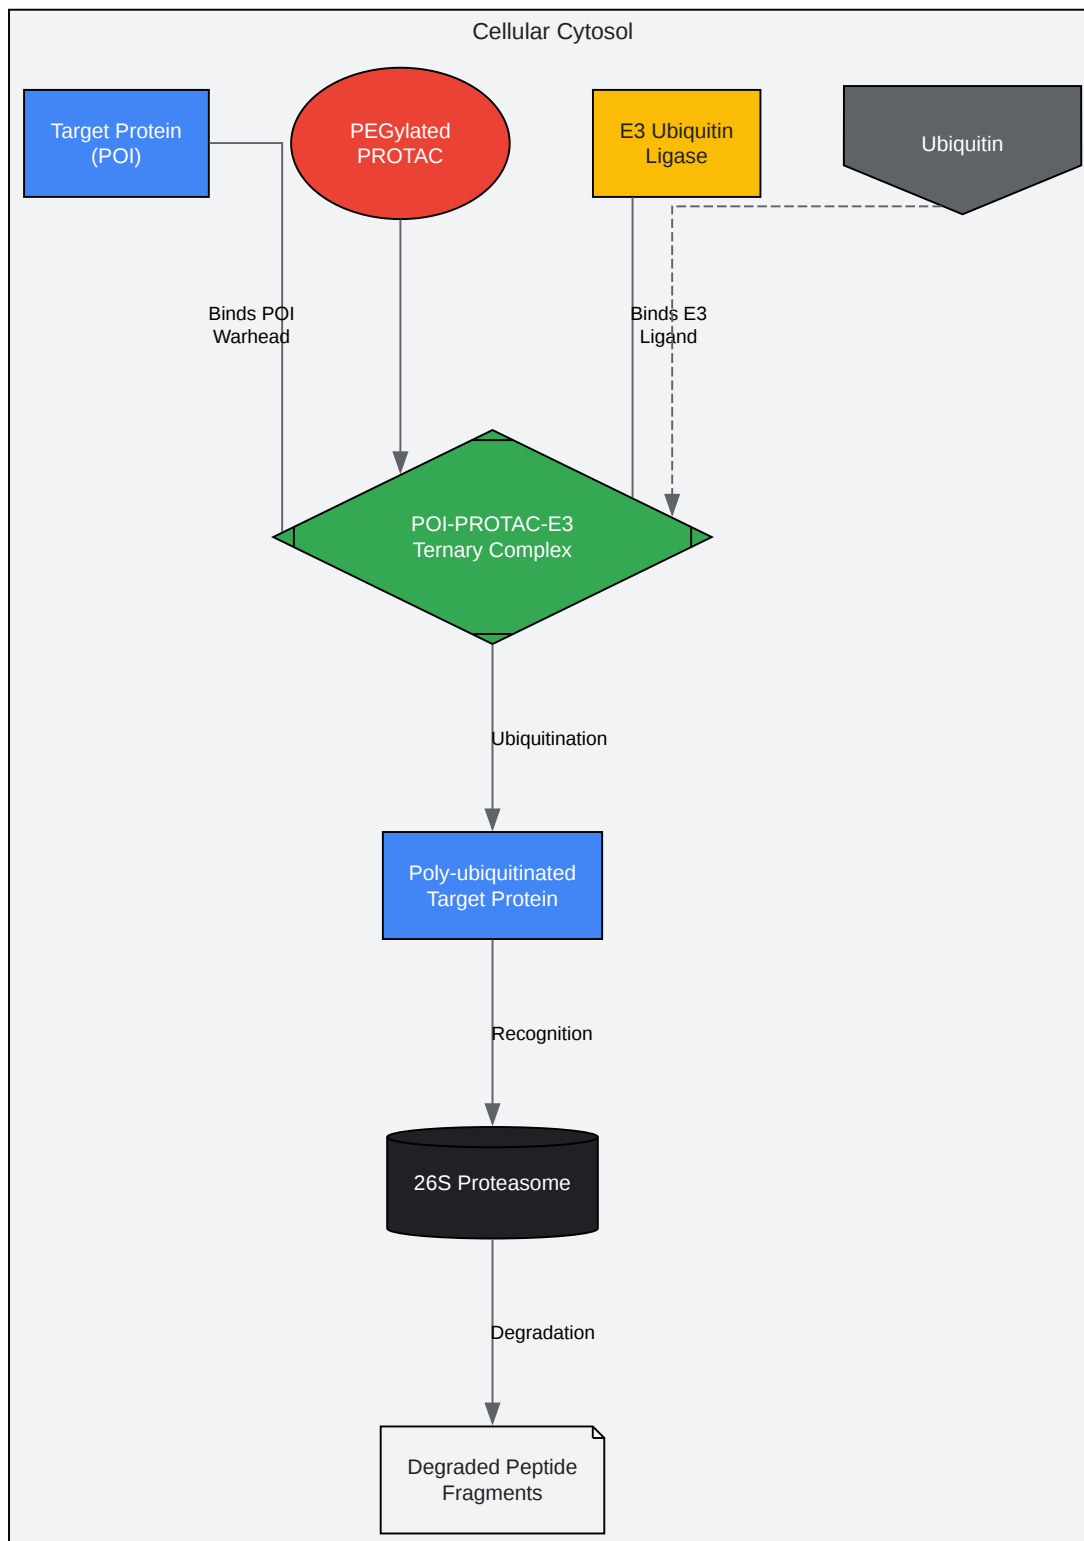 Cellular Cytosol
Target Protein
(POI)
PEGylated
PROTAC
E3 Ubiquitin
Ligase
Ubiquitin
Binds POI
Warhead
Binds E3
Ligand
POI-PROTAC-E3
Ternary Complex
Ubiquitination
Poly-ubiquitinated
Target Protein
Recognition
26S Proteasome
Degradation
Degraded Peptide
Fragments